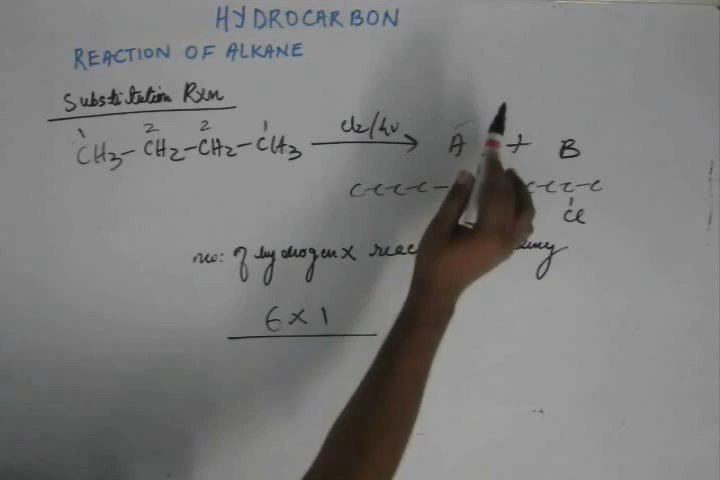 HYDROCARBON
REACTION OF ALKANE
Substitution Rxn
1 2 2 1
CH3-CH2-CH2-CH3 Cl2/hν A + B
C-C-C-C- C-C-C-C
Cl
no: of hydrogen x
6 x 1